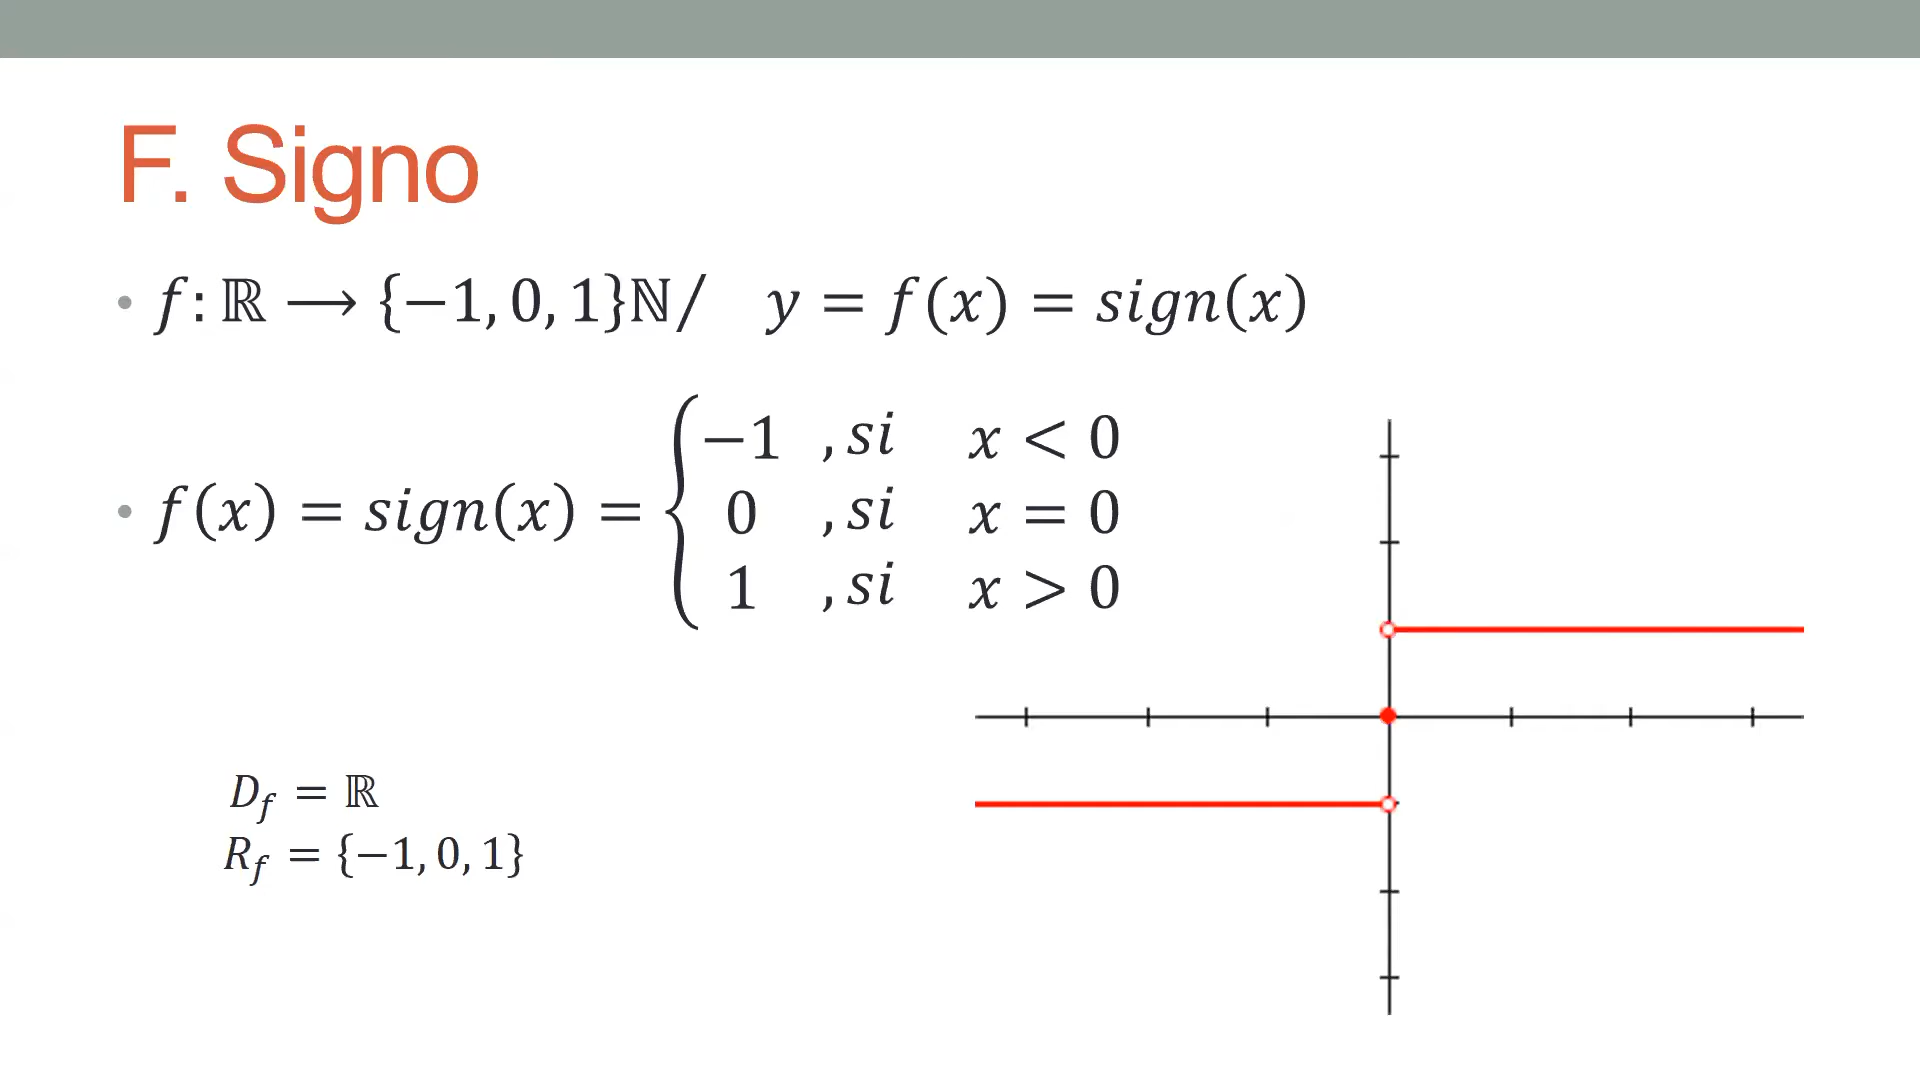 F. Signo
• f: ℝ ⟶ {−1, 0, 1}ℕ/ y = f(x) = sign(x)
• f(x) = sign(x) = { −1 , si x < 0
0 , si x = 0
1 , si x > 0
D_f = ℝ
R_f = {−1, 0, 1}